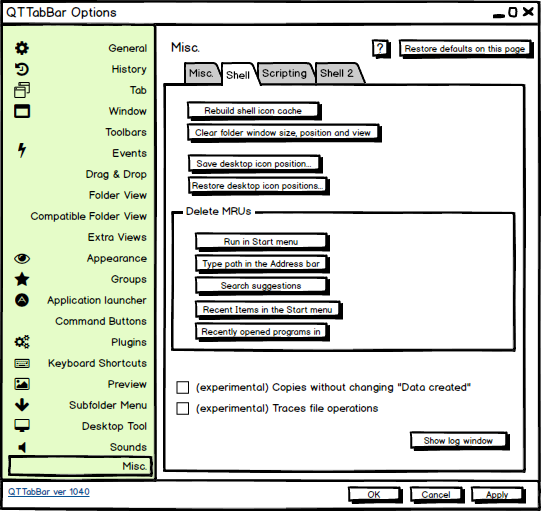 QTTabBar Options
General
History
Tab
Window
Toolbars
Events
Drag & Drop
Folder View
Compatible Folder View
Extra Views
Appearance
Groups
Application launcher
Command Buttons
Plugins
Keyboard Shortcuts
Preview
Subfolder Menu
Desktop Tool
Sounds
Misc.
QTTabBar ver 1040
Misc.
?
Restore defaults on this page
Misc. Shell Scripting Shell 2
Rebuild shell icon cache
Clear folder window size, position and view
Save desktop icon position...
Restore desktop icon positions...
Delete MRUs
Run in Start menu
Type path in the Address bar
Search suggestions
Recent Items in the Start menu
Recently opened programs in
(experimental) Copies without changing "Data created"
(experimental) Traces file operations
Show log window
OK Cancel Apply